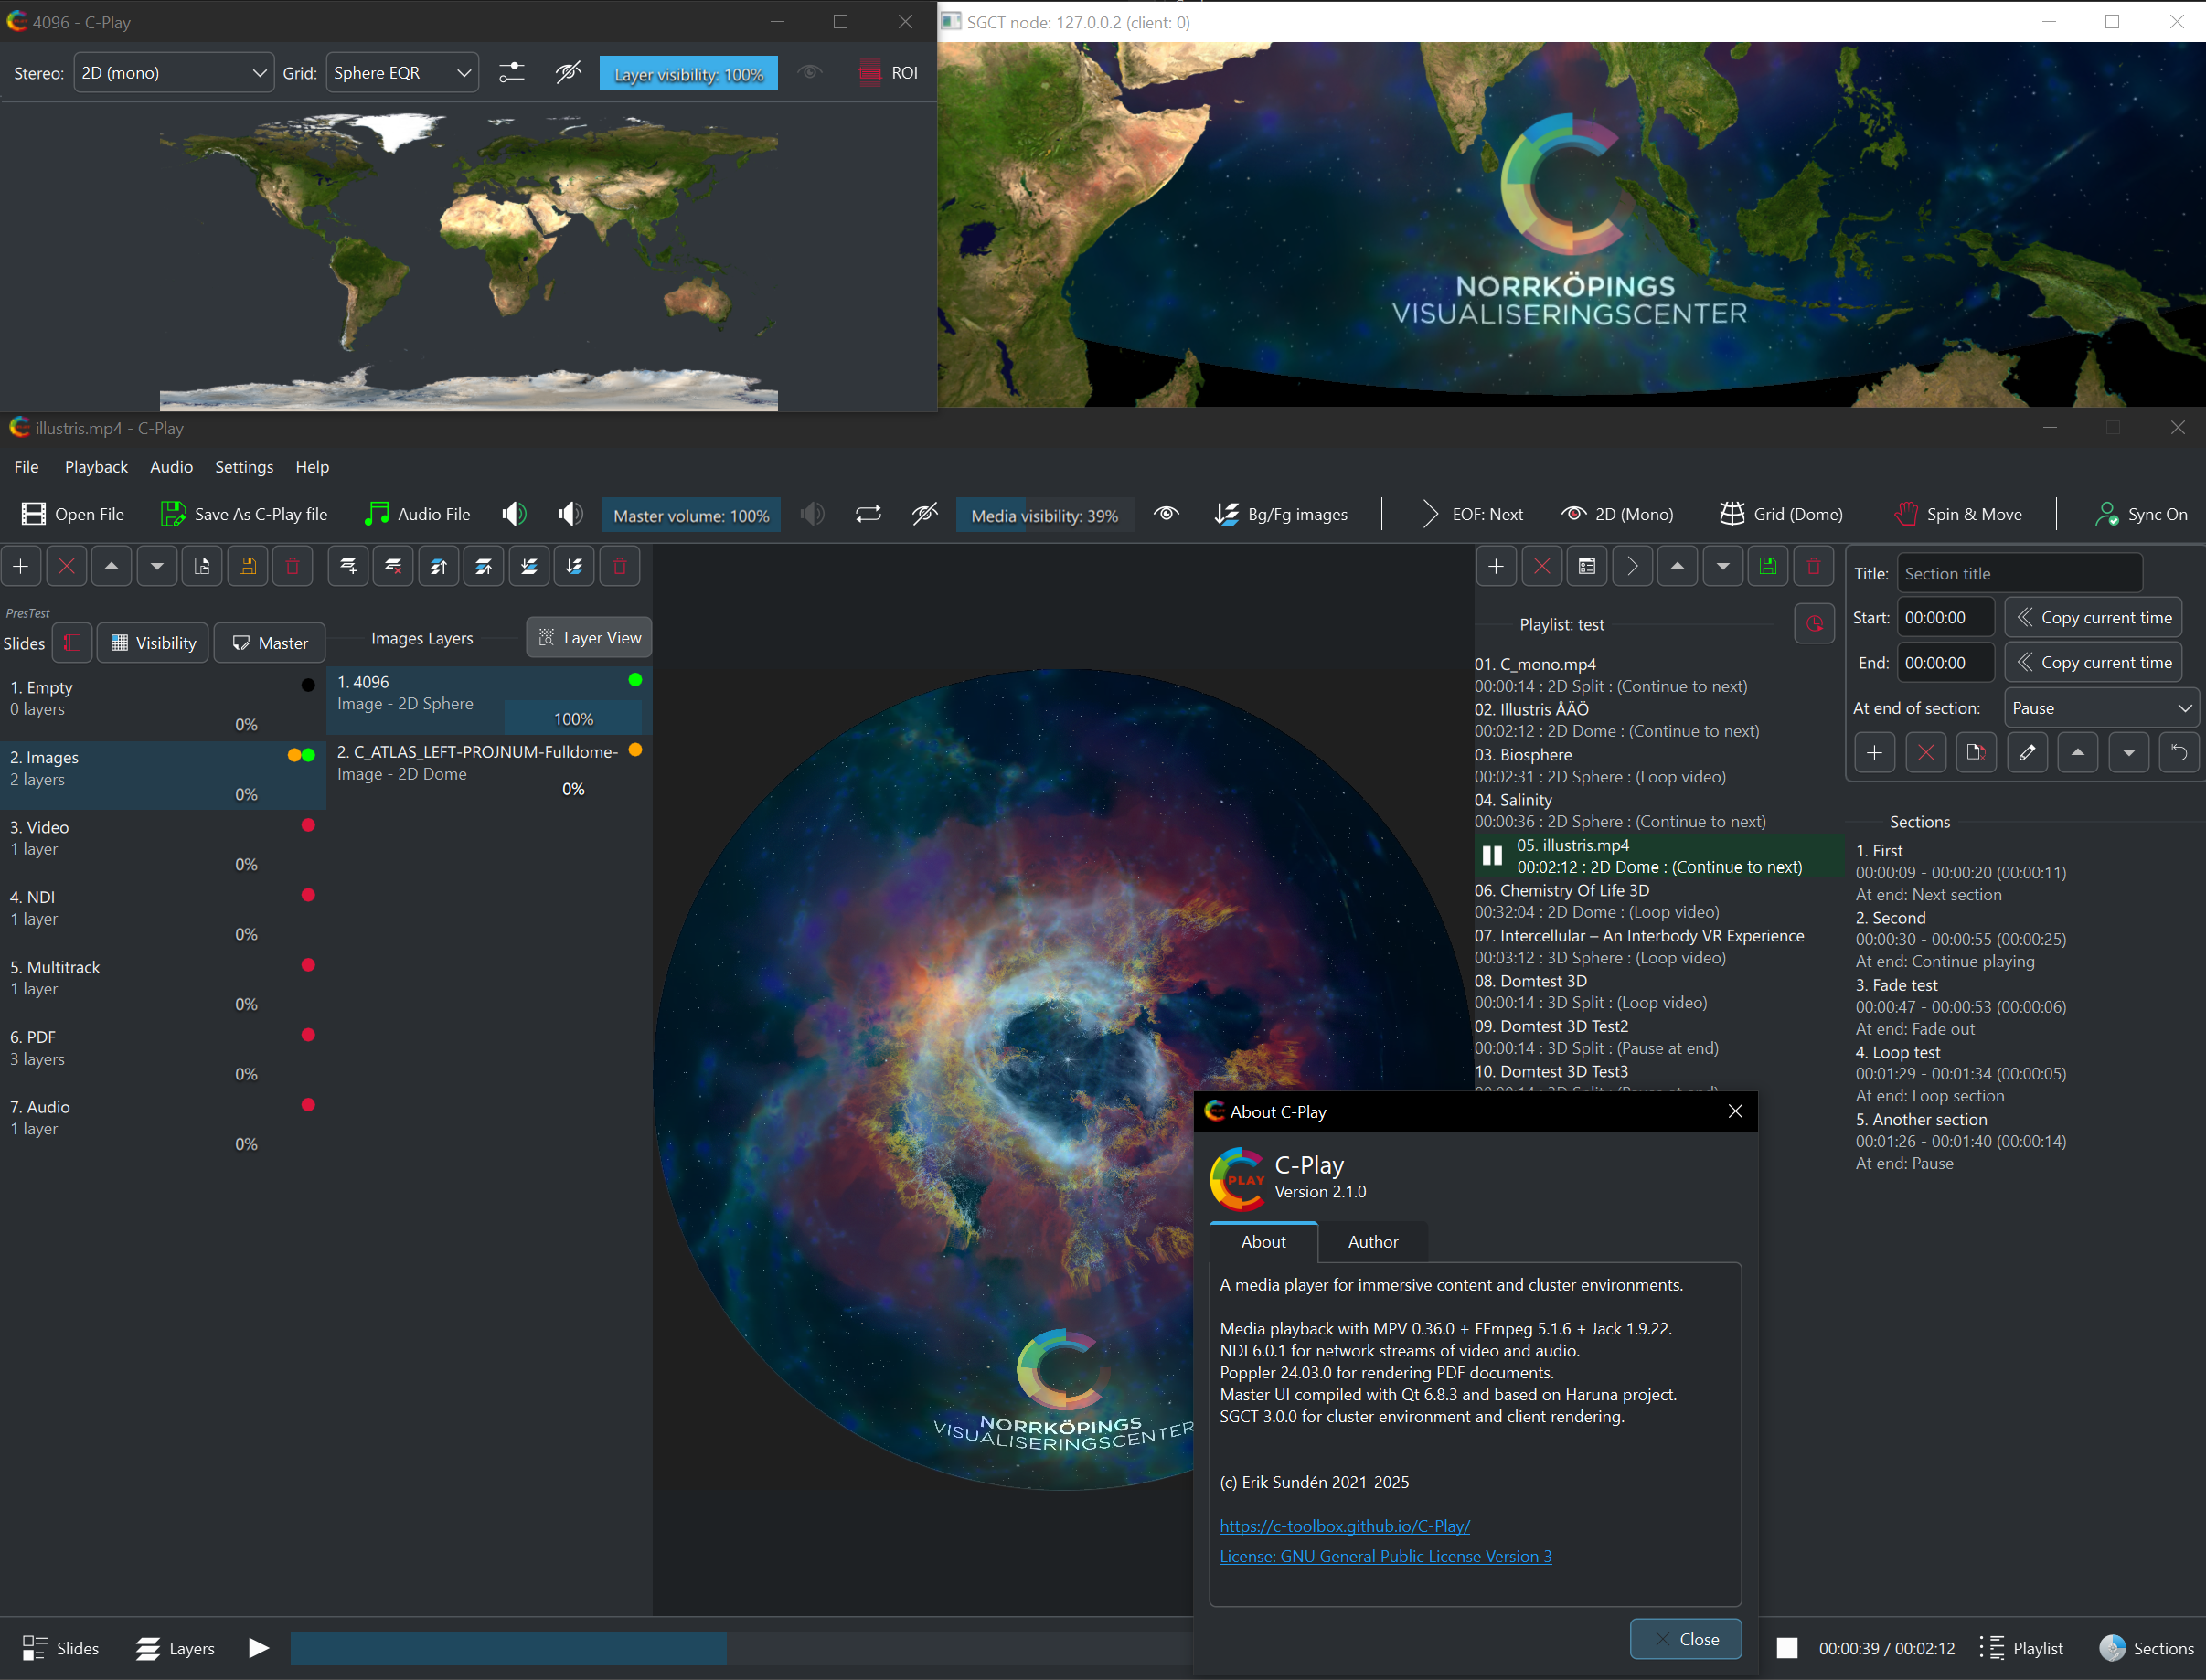 4096 - C-Play
SGCT node: 127.0.0.2 (client: 0)
Stereo: 2D (mono) Grid: Sphere EQR Layer visibility: 100% ROI
NORRKÖPINGS
VISUALISERINGSCENTER
illustris.mp4 - C-Play
File Playback Audio Settings Help
Open File Save As C-Play file Audio File Master volume: 100% Media visibility: 39% Bg/Fg images EOF: Next 2D (Mono) Grid (Dome) Spin & Move Sync On
PresTest
Slides Visibility Master
1. Empty
0 layers
0%
2. Images
2 layers
0%
3. Video
1 layer
0%
4. NDI
1 layer
0%
5. Multitrack
1 layer
0%
6. PDF
3 layers
0%
7. Audio
1 layer
0%
Images Layers Layer View
1. 4096
Image - 2D Sphere
100%
2. C_ATLAS_LEFT-PROJNUM-Fulldome-
Image - 2D Dome
0%
NORRKÖPINGS
VISUALISERINGSCENTER
Playlist: test
01. C_mono.mp4
00:00:14 : 2D Split : (Continue to next)
02. Illustris ÅÄÖ
00:02:12 : 2D Dome : (Continue to next)
03. Biosphere
00:02:31 : 2D Sphere : (Loop video)
04. Salinity
00:00:36 : 2D Sphere : (Continue to next)
05. illustris.mp4
00:02:12 : 2D Dome : (Continue to next)
06. Chemistry Of Life 3D
00:32:04 : 2D Dome : (Loop video)
07. Intercellular – An Interbody VR Experience
00:03:12 : 3D Sphere : (Loop video)
08. Domtest 3D
00:00:14 : 3D Split : (Loop video)
09. Domtest 3D Test2
00:00:14 : 3D Split : (Pause at end)
10. Domtest 3D Test3
Title: Section title
Start: 00:00:00 Copy current time
End: 00:00:00 Copy current time
At end of section: Pause
Sections
1. First
00:00:09 - 00:00:20 (00:00:11)
At end: Next section
2. Second
00:00:30 - 00:00:55 (00:00:25)
At end: Continue playing
3. Fade test
00:00:47 - 00:00:53 (00:00:06)
At end: Fade out
4. Loop test
00:01:29 - 00:01:34 (00:00:05)
At end: Loop section
5. Another section
00:01:26 - 00:01:40 (00:00:14)
At end: Pause
About C-Play
PLAY
C-Play
Version 2.1.0
About Author
A media player for immersive content and cluster environments.
Media playback with MPV 0.36.0 + FFmpeg 5.1.6 + Jack 1.9.22.
NDI 6.0.1 for network streams of video and audio.
Poppler 24.03.0 for rendering PDF documents.
Master UI compiled with Qt 6.8.3 and based on Haruna project.
SGCT 3.0.0 for cluster environment and client rendering.
(c) Erik Sundén 2021-2025
https://c-toolbox.github.io/C-Play/
License: GNU General Public License Version 3
Close
Slides Layers 00:00:39 / 00:02:12 Playlist Sections